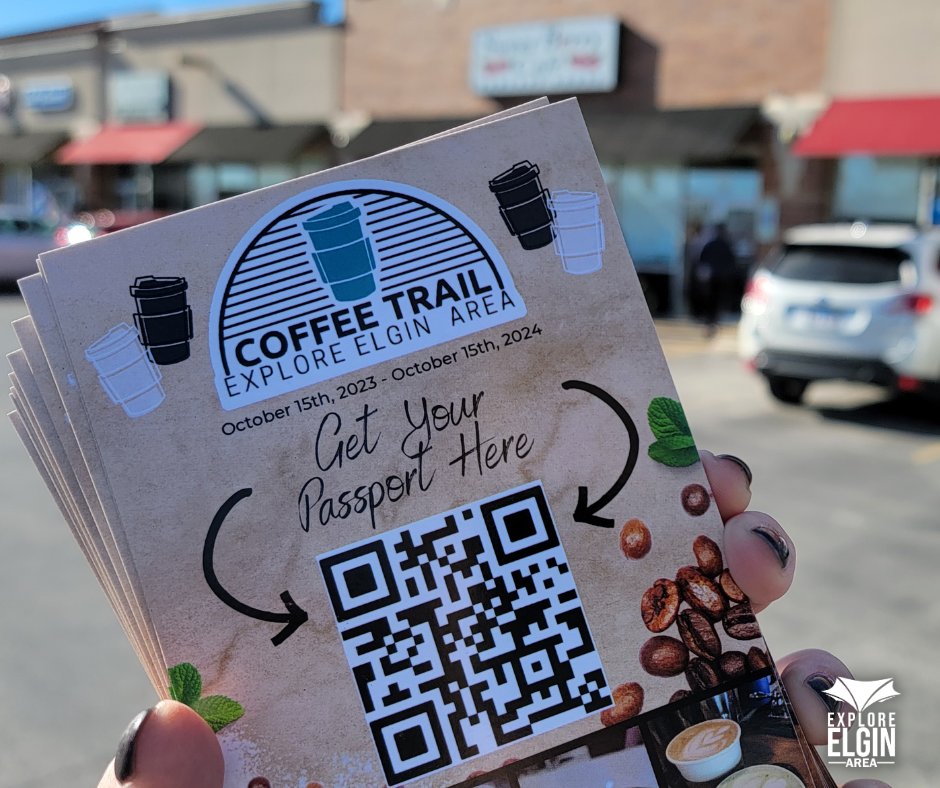 COFFEE TRAIL
EXPLORE ELGIN AREA
October 15th, 2023 - October 15th, 2024
Get Your
Passport Here
EXPLORE
ELGIN
AREA